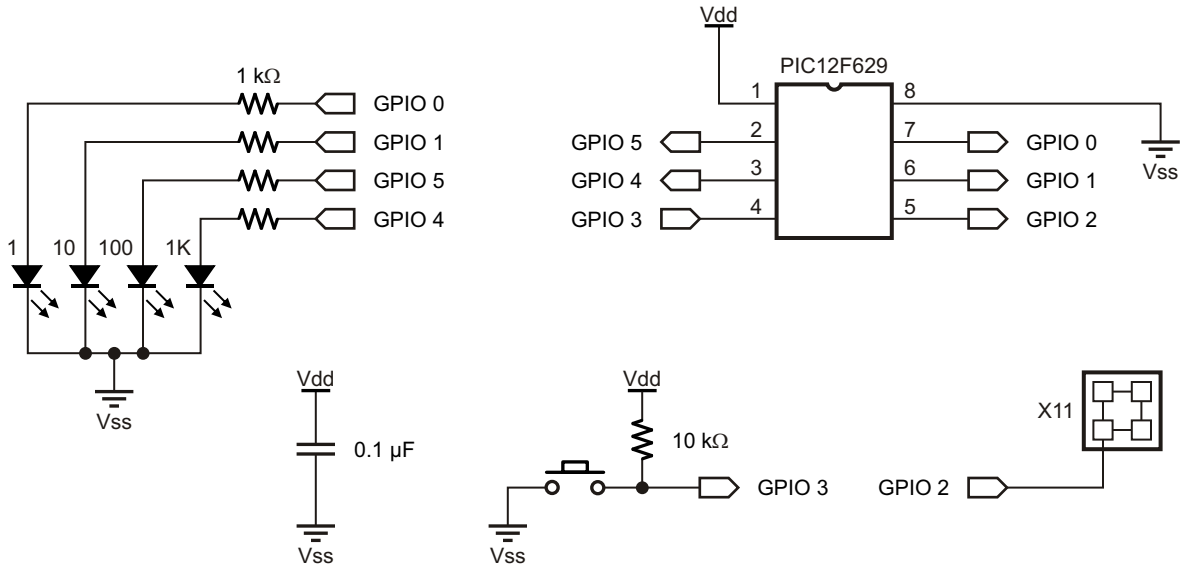 1 kΩ
GPIO 0
GPIO 1
GPIO 5
GPIO 4
1 10 100 1K
Vss
Vdd
PIC12F629
1 8
GPIO 5 2 7 GPIO 0
GPIO 4 3 6 GPIO 1
GPIO 3 4 5 GPIO 2
Vss
Vdd
0.1 µF
Vss
Vdd
10 kΩ
GPIO 3
Vss
X11
GPIO 2